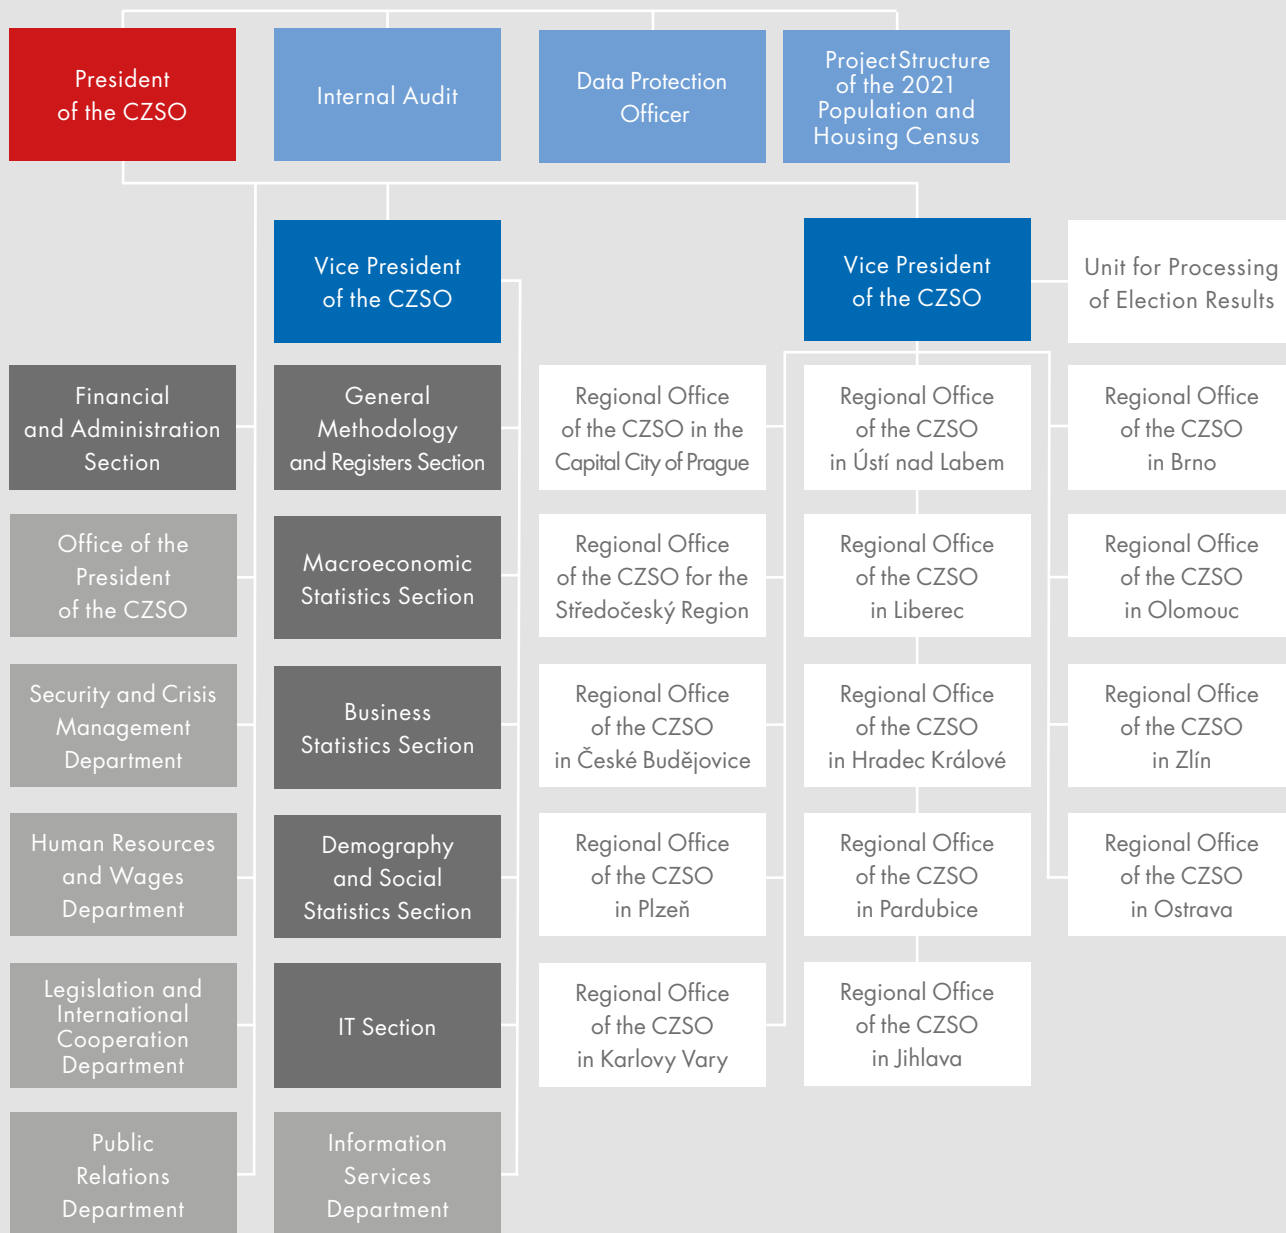 President
of the CZSO
Internal Audit
Data Protection
Officer
Project Structure
of the 2021
Population and
Housing Census
Vice President
of the CZSO
Vice President
of the CZSO
Unit for Processing
of Election Results
Financial
and Administration
Section
General
Methodology
and Registers Section
Regional Office
of the CZSO in the
Capital City of Prague
Regional Office
of the CZSO
in Ústí nad Labem
Regional Office
of the CZSO
in Brno
Office of the
President
of the CZSO
Macroeconomic
Statistics Section
Regional Office
of the CZSO for the
Středočeský Region
Regional Office
of the CZSO
in Liberec
Regional Office
of the CZSO
in Olomouc
Security and Crisis
Management
Department
Business
Statistics Section
Regional Office
of the CZSO
in České Budějovice
Regional Office
of the CZSO
in Hradec Králové
Regional Office
of the CZSO
in Zlín
Human Resources
and Wages
Department
Demography
and Social
Statistics Section
Regional Office
of the CZSO
in Plzeň
Regional Office
of the CZSO
in Pardubice
Regional Office
of the CZSO
in Ostrava
Legislation and
International
Cooperation
Department
IT Section
Regional Office
of the CZSO
in Karlovy Vary
Regional Office
of the CZSO
in Jihlava
Public
Relations
Department
Information
Services
Department